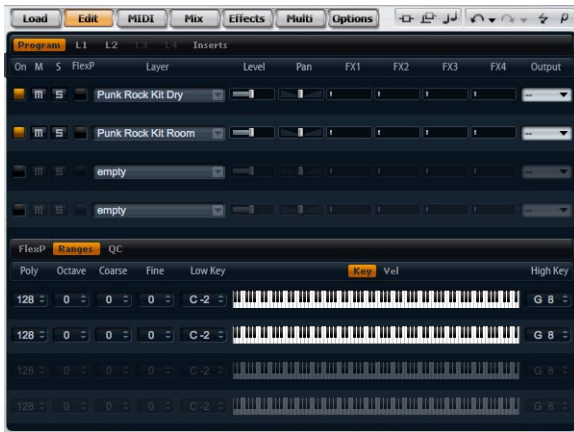 Load Edit MIDI Mix Effects Multi Options
Program L1 L2 L3 L4 Inserts
On M S FlexP Layer Level Pan FX1 FX2 FX3 FX4 Output
m S Punk Rock Kit Dry --
m S Punk Rock Kit Room --
m S empty --
m S empty --
FlexP Ranges QC
Poly Octave Coarse Fine Low Key Key Vel High Key
128 0 0 0 C -2 G 8
128 0 0 0 C -2 G 8
128 0 0 0 C -2 G 8
128 0 0 0 C -2 G 8